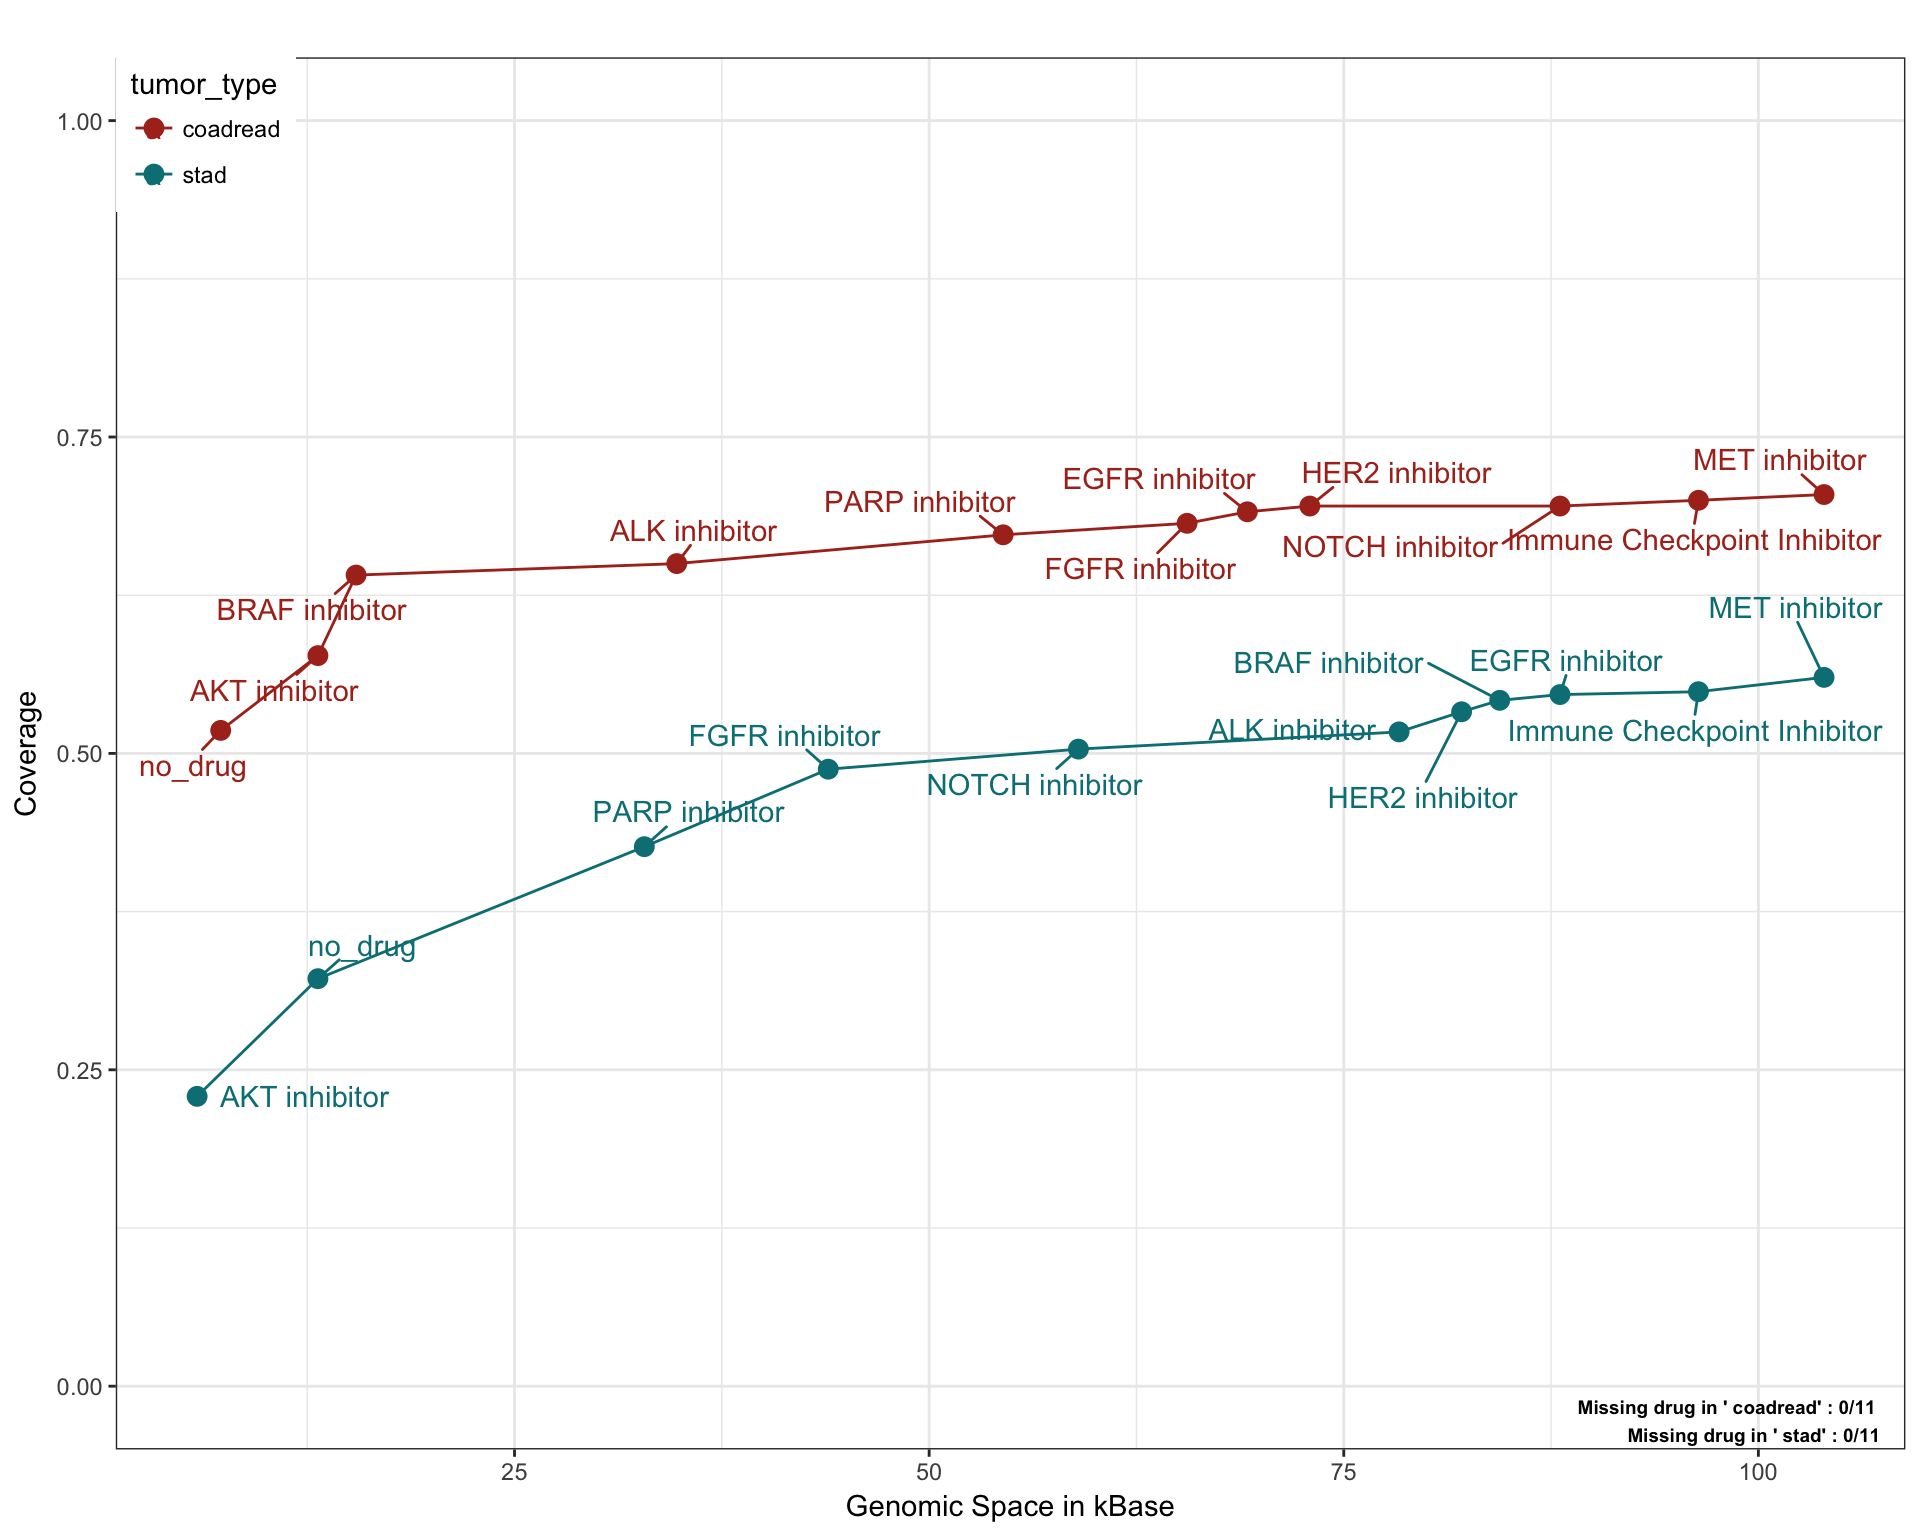 tumor_type
coadread
stad
1.00
0.75
0.50
0.25
0.00
Coverage
MET inhibitor
HER2 inhibitor
EGFR inhibitor
PARP inhibitor
ALK inhibitor
Immune Checkpoint Inhibitor
NOTCH inhibitor
FGFR inhibitor
BRAF inhibitor
AKT inhibitor
no_drug
MET inhibitor
EGFR inhibitor
BRAF inhibitor
ALK inhibitor
Immune Checkpoint Inhibitor
FGFR inhibitor
NOTCH inhibitor
HER2 inhibitor
PARP inhibitor
no_drug
AKT inhibitor
Missing drug in ' coadread' : 0/11
Missing drug in ' stad' : 0/11
25
50
75
100
Genomic Space in kBase